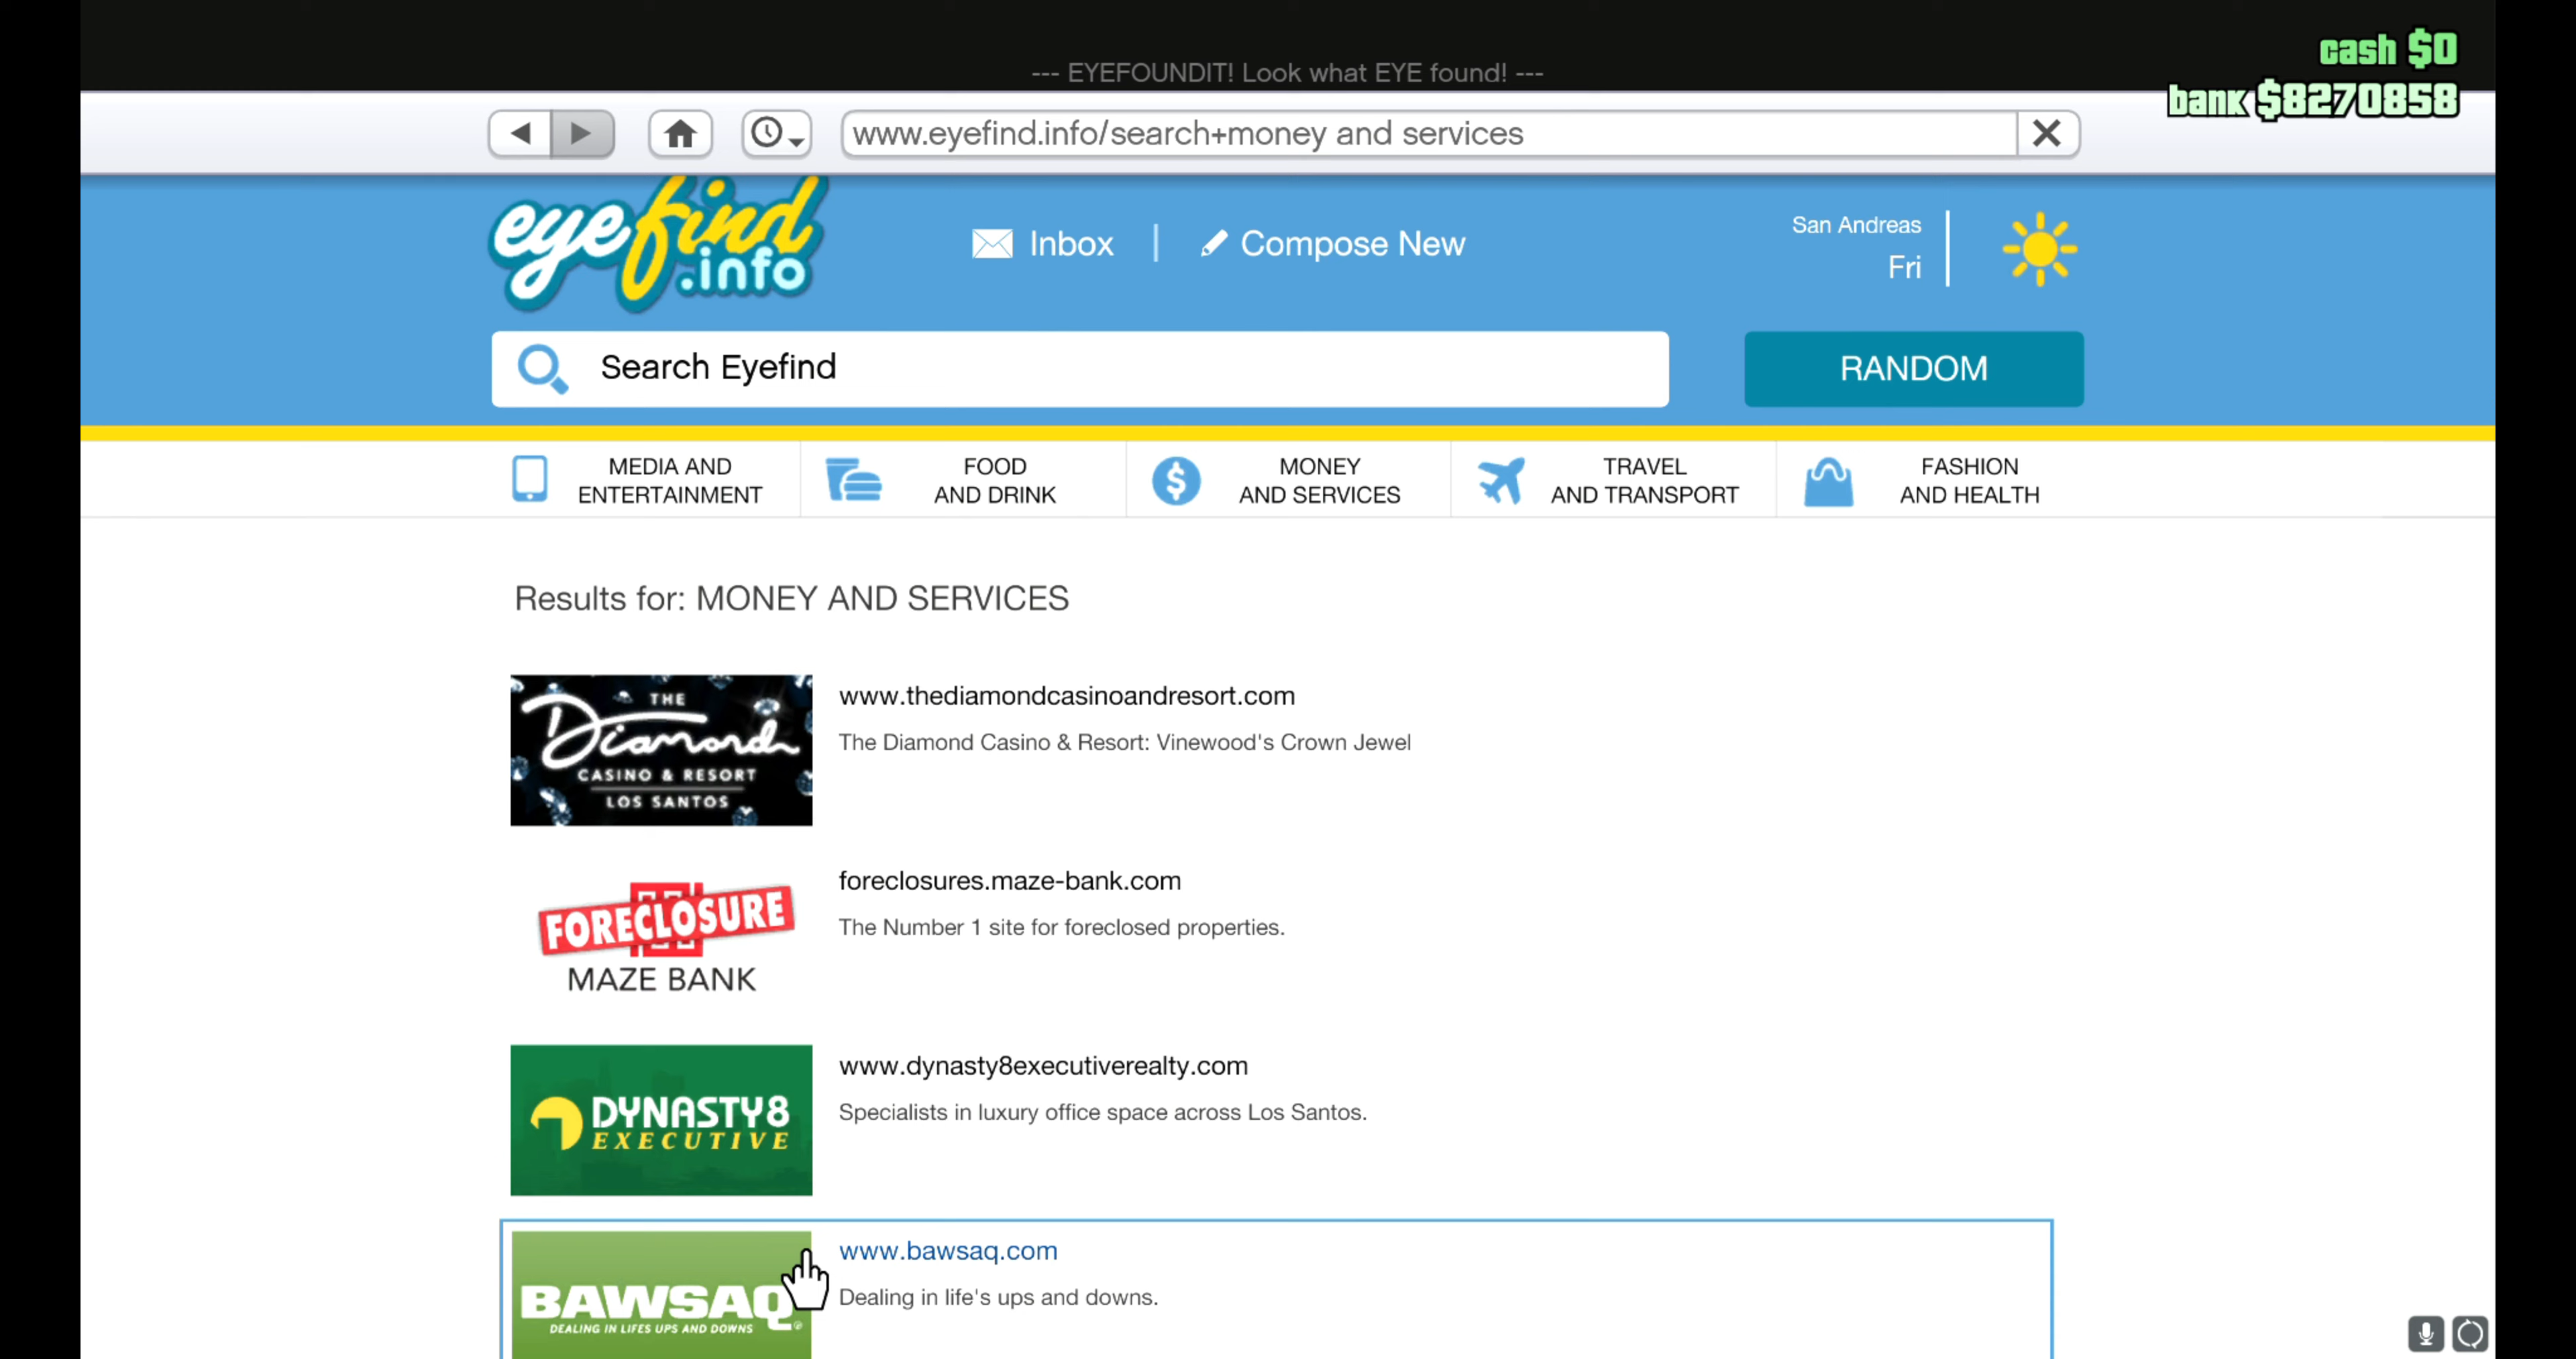 cash $0
--- EYEFOUNDIT! Look what EYE found! ---
bank $8270858
www.eyefind.info/search+money and services
eyefind
.info
Inbox
Compose New
San Andreas
Fri
Search Eyefind
RANDOM
MEDIA AND
ENTERTAINMENT
FOOD
AND DRINK
MONEY
AND SERVICES
TRAVEL
AND TRANSPORT
FASHION
AND HEALTH
Results for: MONEY AND SERVICES
THE
Diamond
CASINO & RESORT
LOS SANTOS
www.thediamondcasinoandresort.com
The Diamond Casino & Resort: Vinewood's Crown Jewel
FORECLOSURE
MAZE BANK
foreclosures.maze-bank.com
The Number 1 site for foreclosed properties.
DYNASTY8
EXECUTIVE
www.dynasty8executiverealty.com
Specialists in luxury office space across Los Santos.
BAWSAQ
DEALING IN LIFES UPS AND DOWNS
www.bawsaq.com
Dealing in life's ups and downs.